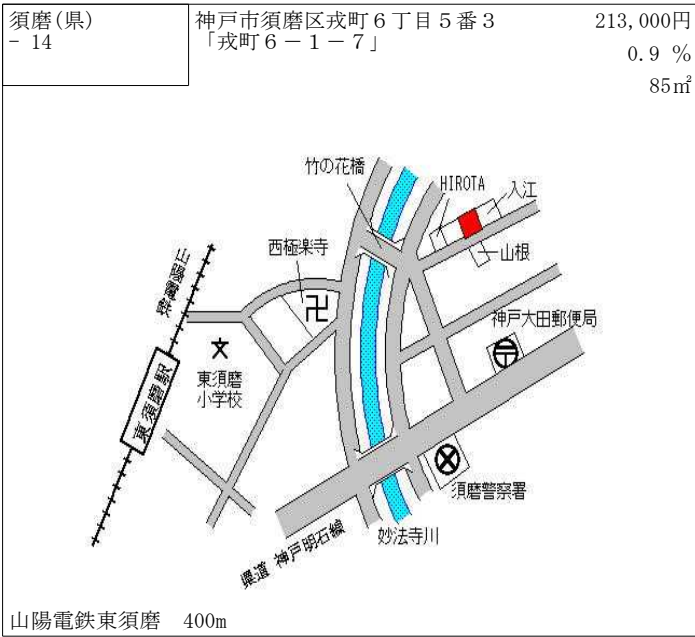 須磨(県)
- 14
神戸市須磨区戎町６丁目５番３
「戎町６－１－７」
213,000円
0.9 %
85㎡
竹の花橋
HIROTA
入江
山根
西極楽寺
山陽電鉄
神戸大田郵便局
東須磨駅
文
東須磨
小学校
須磨警察署
県道 神戸明石線
妙法寺川
山陽電鉄東須磨　400m